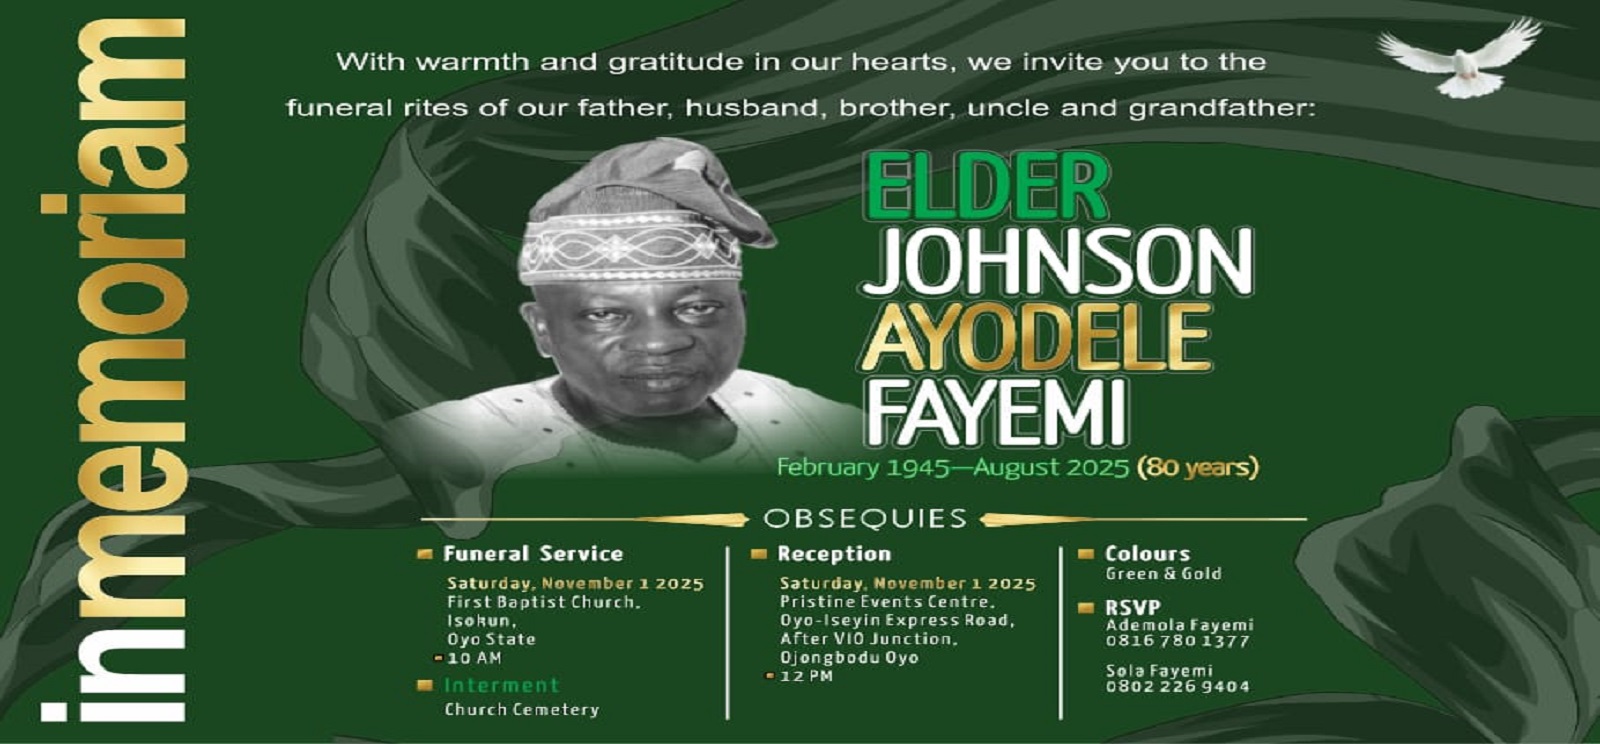 inmemoriam
With warmth and gratitude in our hearts, we invite you to the
funeral rites of our father, husband, brother, uncle and grandfather:
ELDER
JOHNSON
AYODELE
FAYEMI
February 1945—August 2025 (80 years)
OBSEQUIES
Funeral Service
Saturday, November 1 2025
First Baptist Church,
Isokun,
Oyo State
10 AM
Interment
Church Cemetery
Reception
Saturday, November 1 2025
Pristine Events Centre,
Oyo-Iseyin Express Road,
After VIO Junction,
Ojongbodu Oyo
12 PM
Colours
Green & Gold
RSVP
Ademola Fayemi
0816 780 1377
Sola Fayemi
0802 226 9404